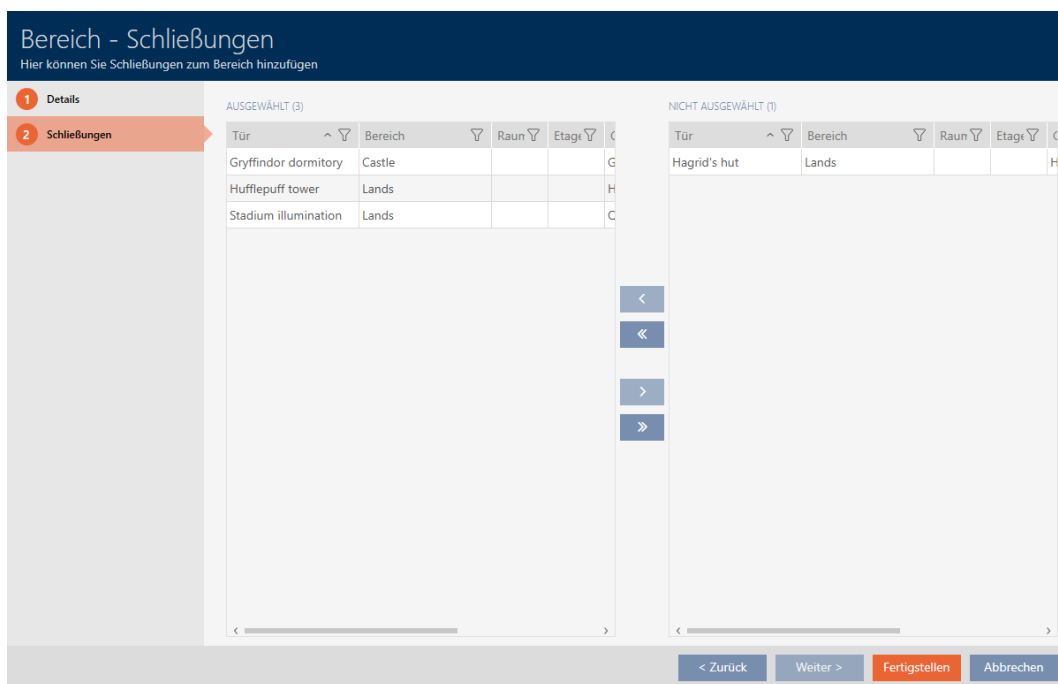 Bereich - Schließungen
Hier können Sie Schließungen zum Bereich hinzufügen
1 Details
2 Schließungen
AUSGEWÄHLT (3)
Tür Bereich Raum Etage
Gryffindor dormitory Castle G
Hufflepuff tower Lands H
Stadium illumination Lands
NICHT AUSGEWÄHLT (1)
Tür Bereich Raum Etage
Hagrid's hut Lands H
< Zurück Weiter > Fertigstellen Abbrechen